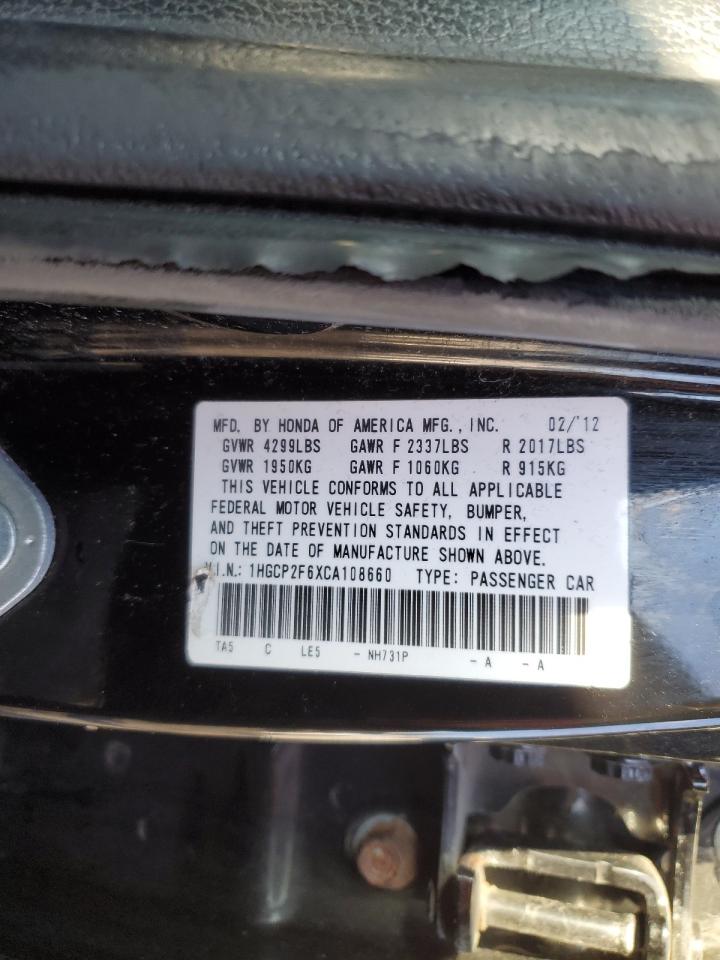 MFD. BY HONDA OF AMERICA MFG., INC. 02/'12
GVWR 4299LBS GAWR F 2337LBS R 2017LBS
GVWR 1950KG GAWR F 1060KG R 915KG
THIS VEHICLE CONFORMS TO ALL APPLICABLE
FEDERAL MOTOR VEHICLE SAFETY, BUMPER,
AND THEFT PREVENTION STANDARDS IN EFFECT
ON THE DATE OF MANUFACTURE SHOWN ABOVE.
V.I.N.: 1HGCP2F6XCA108660 TYPE: PASSENGER CAR
TA5 C LE5 - NH731P - A - A